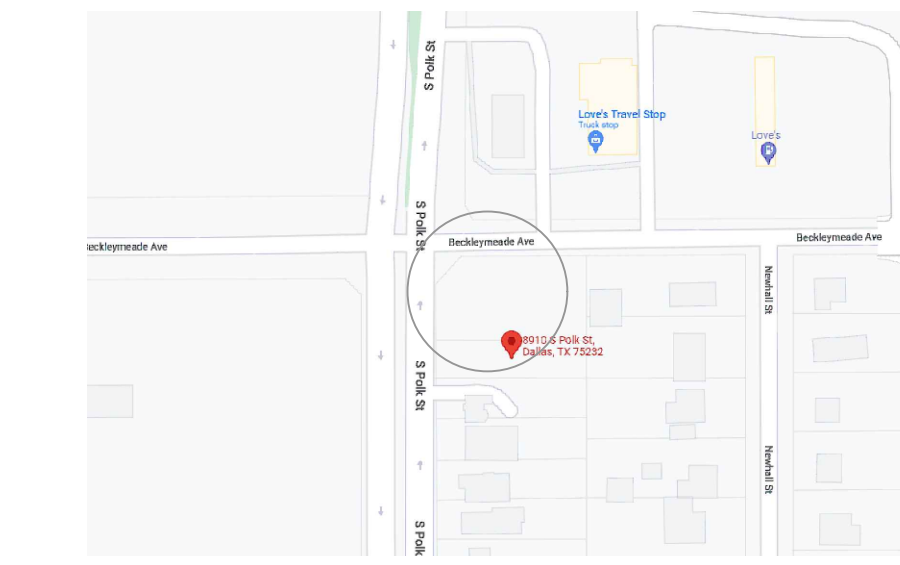 S Polk St
Love's Travel Stop
Truck stop
Love's
S Polk St
Beckleymeade Ave
Beckleymeade Ave
Beckleymeade Ave
Newhall St
8910 S Polk St,
Dallas, TX 75232
S Polk St
Newhall St
S Polk St